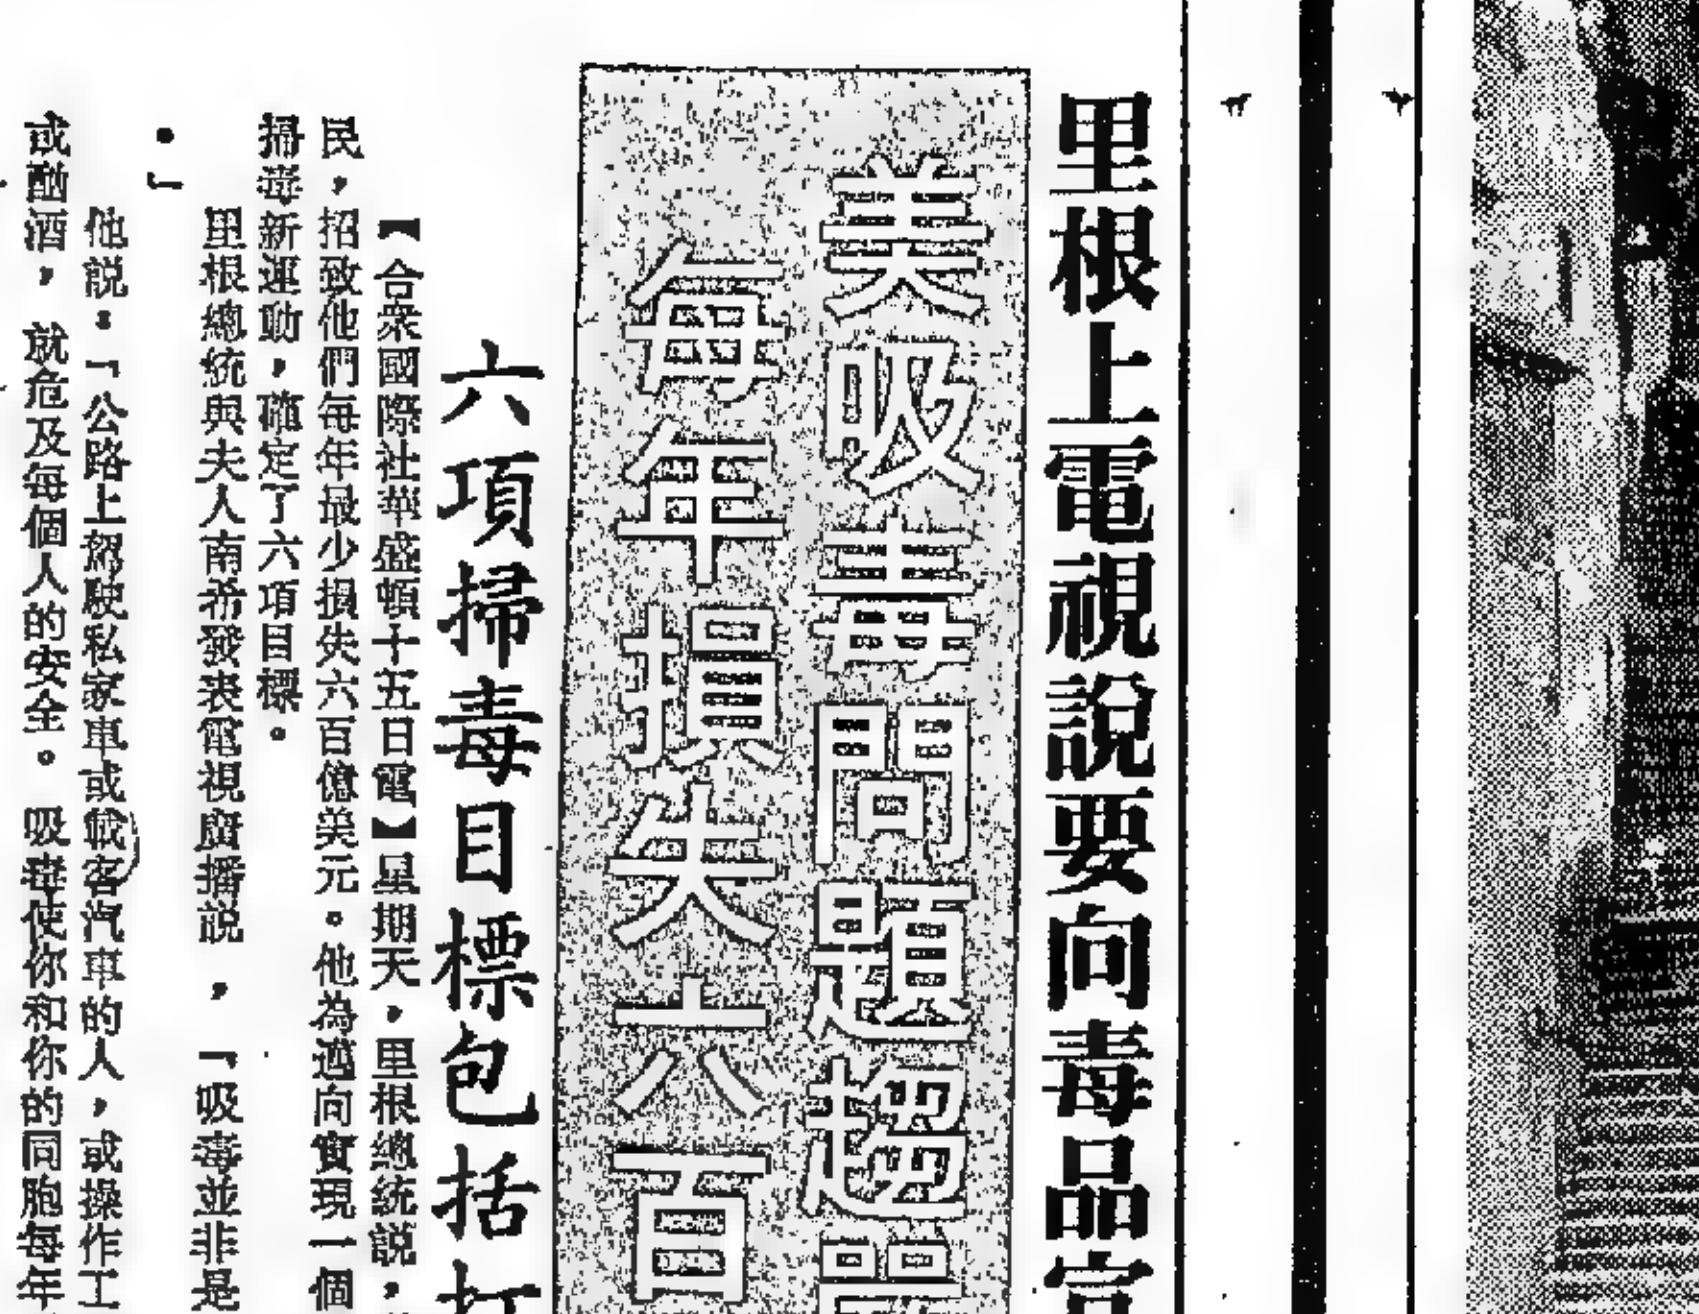 里根上電視說要向毒品宣
美吸毒問題趨嚴
每年損失六百
六項掃毒目標包括打
【合衆國際社華盛頓十五日電】星期天，里根總統説，
民，招致他們每年最少損失六百億美元。他為邁向實現一個
掃毒新運動，確定了六項目標。
里根總統與夫人南希發表電視廣播説，「吸毒並非是
。」
他説：「公路上駕駛私家車或載客汽車的人，或操作工
或酗酒，就危及每個人的安全。吸毒使你和你的同胞每年